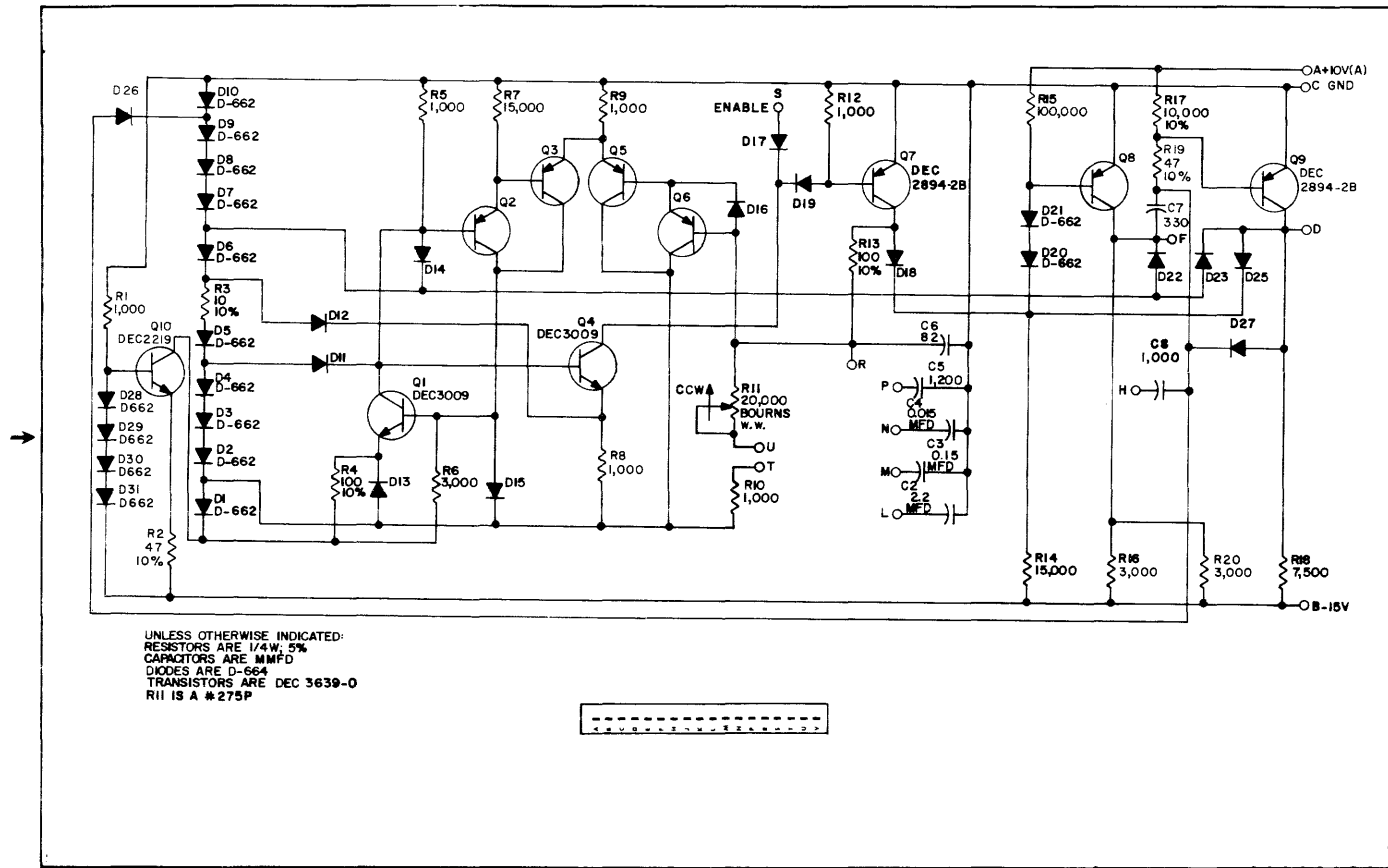 D26
D10
D-662
D9
D-662
D8
D-662
D7
D-662
D6
D-662
R3
10
10%
D5
D-662
D4
D-662
D3
D-662
D2
D-662
D1
D-662
R1
1,000
Q10
DEC2219
D28
D662
D29
D662
D30
D662
D31
D662
R2
47
10%
R5
1,000
R7
15,000
R9
1,000
Q3
Q5
Q2
Q6
D14
D16
D12
D11
Q4
DEC3009
Q1
DEC3009
R4
100
10%
D13
R6
3,000
D15
R8
1,000
S
ENABLE
D17
D19
R12
1,000
Q7
DEC
2894-2B
R13
100
10%
D18
C6
82
R
CCW
R11
20,000
BOURNS
W.W.
U
T
R10
1,000
P
C5
1,200
N
C4
0.015
MFD
M
C3
0.15
MFD
L
C2
2.2
MFD
R15
100,000
Q8
D21
D-662
D20
D-662
R17
10,000
10%
R19
47
10%
C7
330
F
D22
D23
D25
Q9
DEC
2894-2B
A+10V(A)
C GND
D
D27
C8
1,000
H
R14
15,000
R16
3,000
R20
3,000
R18
7,500
B-15V
UNLESS OTHERWISE INDICATED:
RESISTORS ARE 1/4W; 5%
CAPACITORS ARE MMFD
DIODES ARE D-664
TRANSISTORS ARE DEC 3639-0
R11 IS A #275P